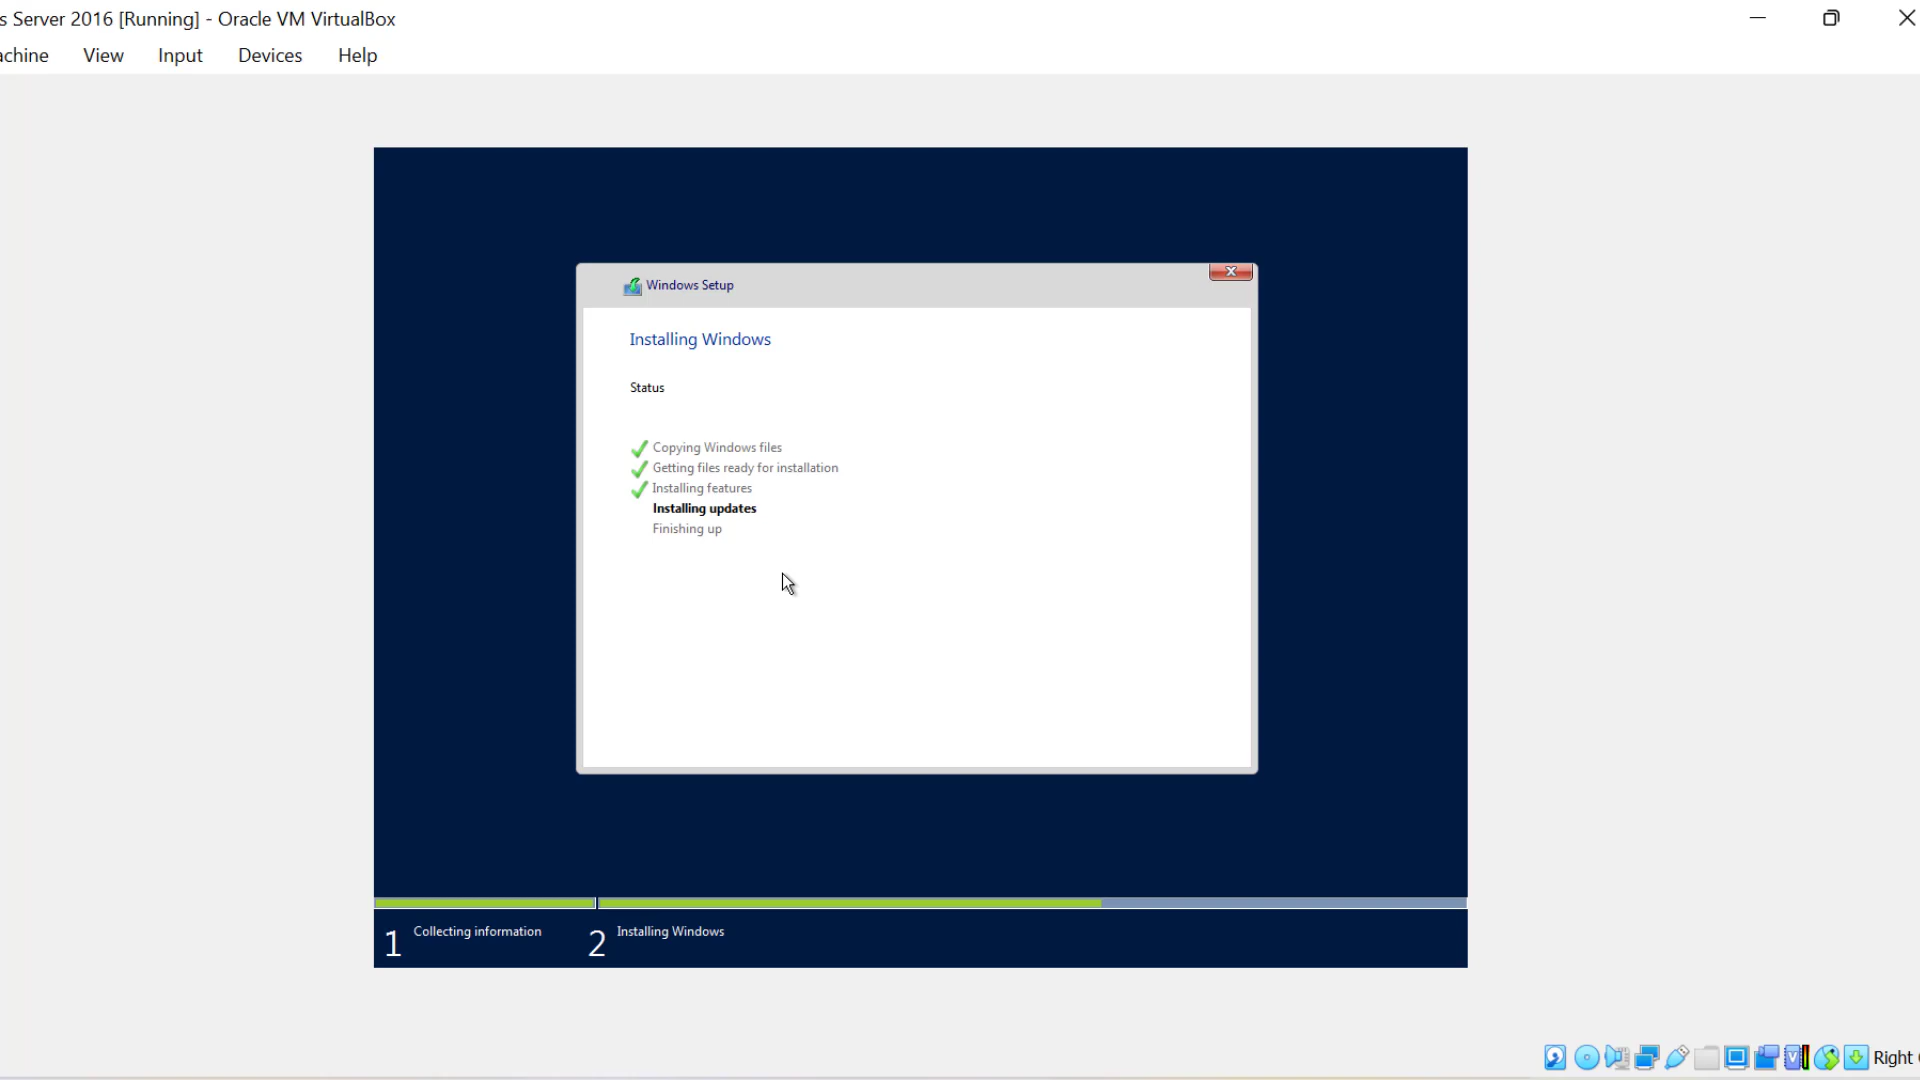 s Server 2016 [Running] - Oracle VM VirtualBox
achine View Input Devices Help
Windows Setup
Installing Windows
Status
Copying Windows files
Getting files ready for installation
Installing features
Installing updates
Finishing up
1 Collecting information 2 Installing Windows
Right